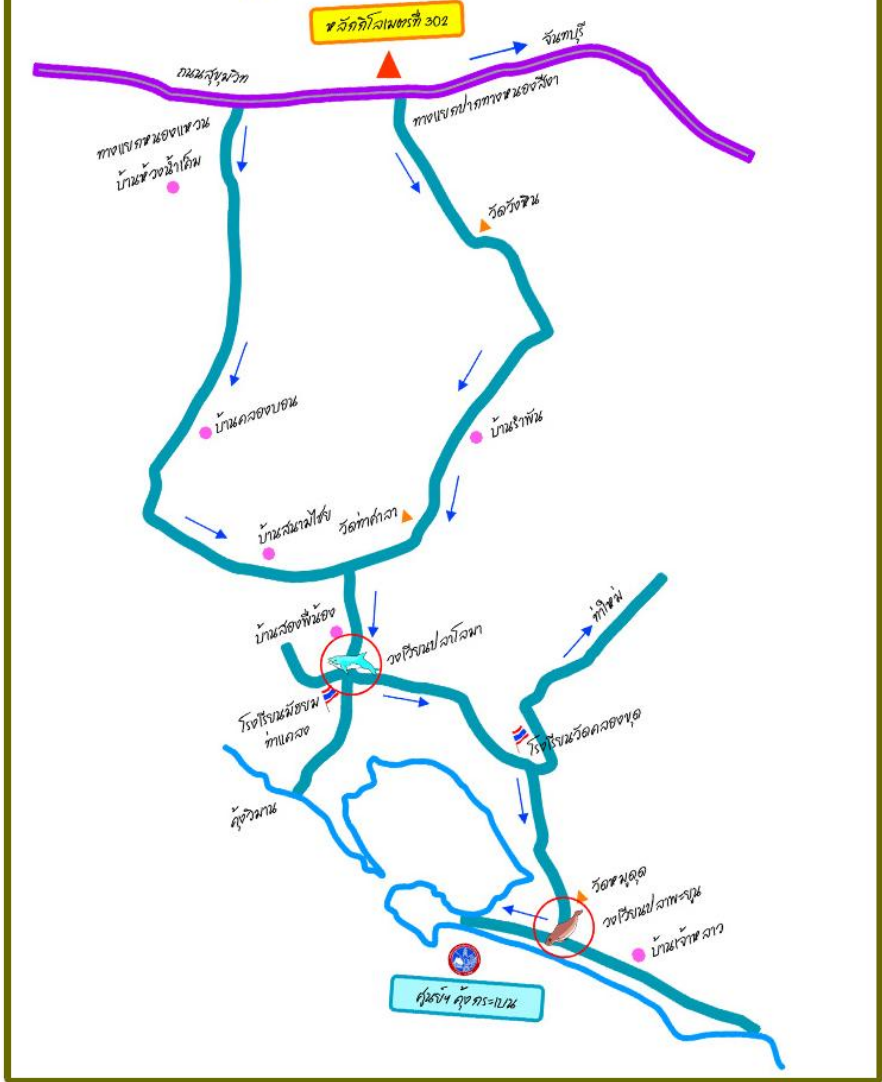 หลักกิโลเมตรที่ 302
จันทบุรี
ถนนสุขุมวิท
ทางแยกปากทางหนองสีงา
ทางแยกหนองแหวน
บ้านห้วงน้ำเค็ม
วัดวังหิน
บ้านคลองบอน
บ้านรำพัน
วัดท่าศาลา
บ้านสนามไชย
บ้านสองพี่น้อง
วงเวียนปลาโลมา
ท่าใหม่
โรงเรียนมัธยม
ท่าแคลง
โรงเรียนวัดคลองขุด
คุ้งวิมาน
วัดหมูดุด
วงเวียนปลาพะยูน
บ้านเจ้าหลาว
ศูนย์ฯ คุ้งกระเบน